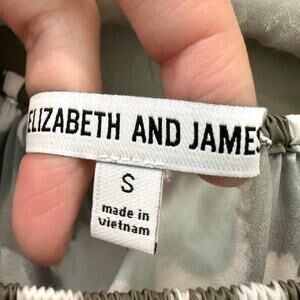 ELIZABETH AND JAMES
S
made in
vietnam